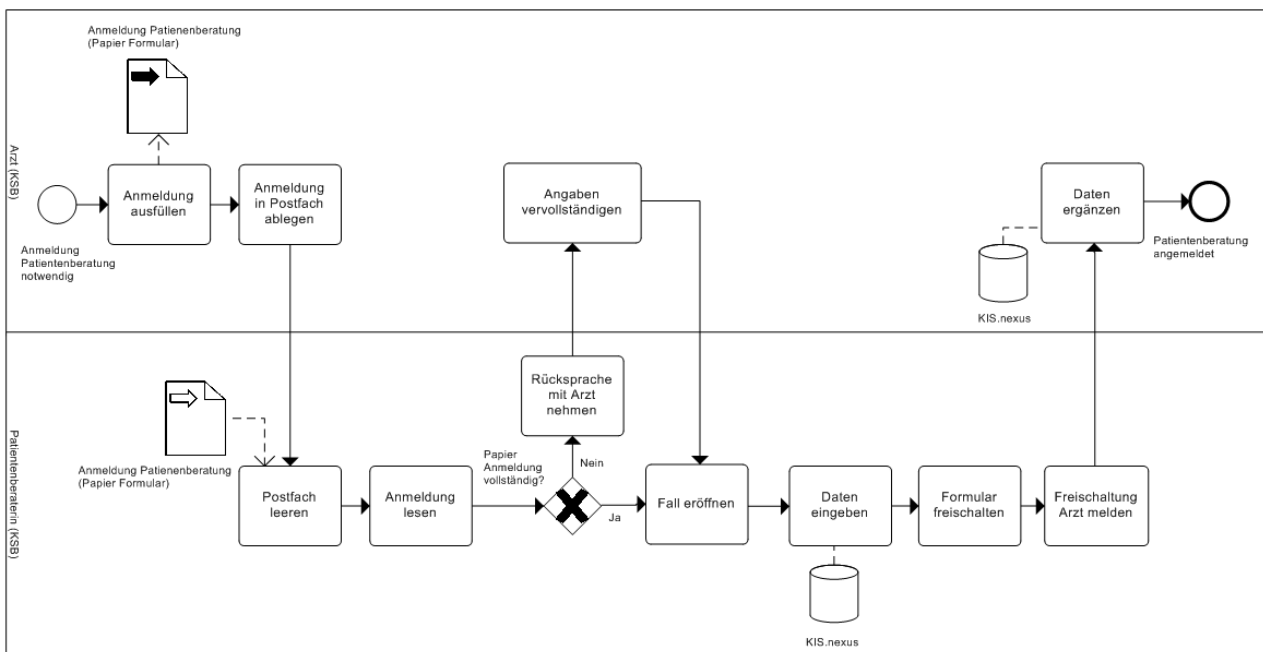 Anmeldung Patienenberatung
(Papier Formular)
Arzt (KSB)
Anmeldung
ausfüllen
Anmeldung
in Postfach
ablegen
Angaben
vervollständigen
Daten
ergänzen
Anmeldung
Patientenberatung
notwendig
Patientenberatung
angemeldet
KIS.nexus
Patientenberaterin (KSB)
Rücksprache
mit Arzt
nehmen
Anmeldung Patienenberatung
(Papier Formular)
Papier
Anmeldung
vollständig?
Nein
Ja
Postfach
leeren
Anmeldung
lesen
Fall eröffnen
Daten
eingeben
Formular
freischalten
Freischaltung
Arzt melden
KIS.nexus